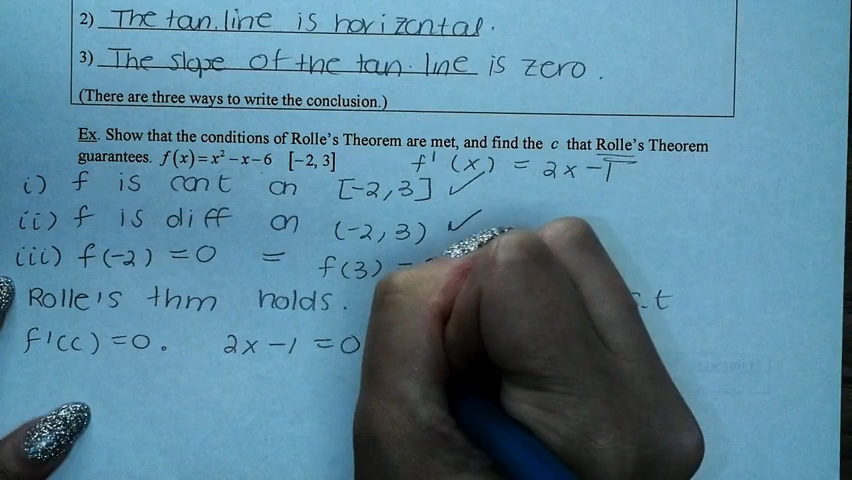 2) The tan. line is horizontal.
3) The slope of the tan. line is zero.
(There are three ways to write the conclusion.)
Ex. Show that the conditions of Rolle's Theorem are met, and find the c that Rolle's Theorem
guarantees. f(x) = x² – x – 6 [-2, 3] f'(x) = 2x - 1
i) f is cont on [-2, 3] ✓
ii) f is diff on (-2, 3) ✓
iii) f(-2) = 0 = f(3) =
Rolle's thm holds. .t
f'(c) = 0. 2x - 1 = 0